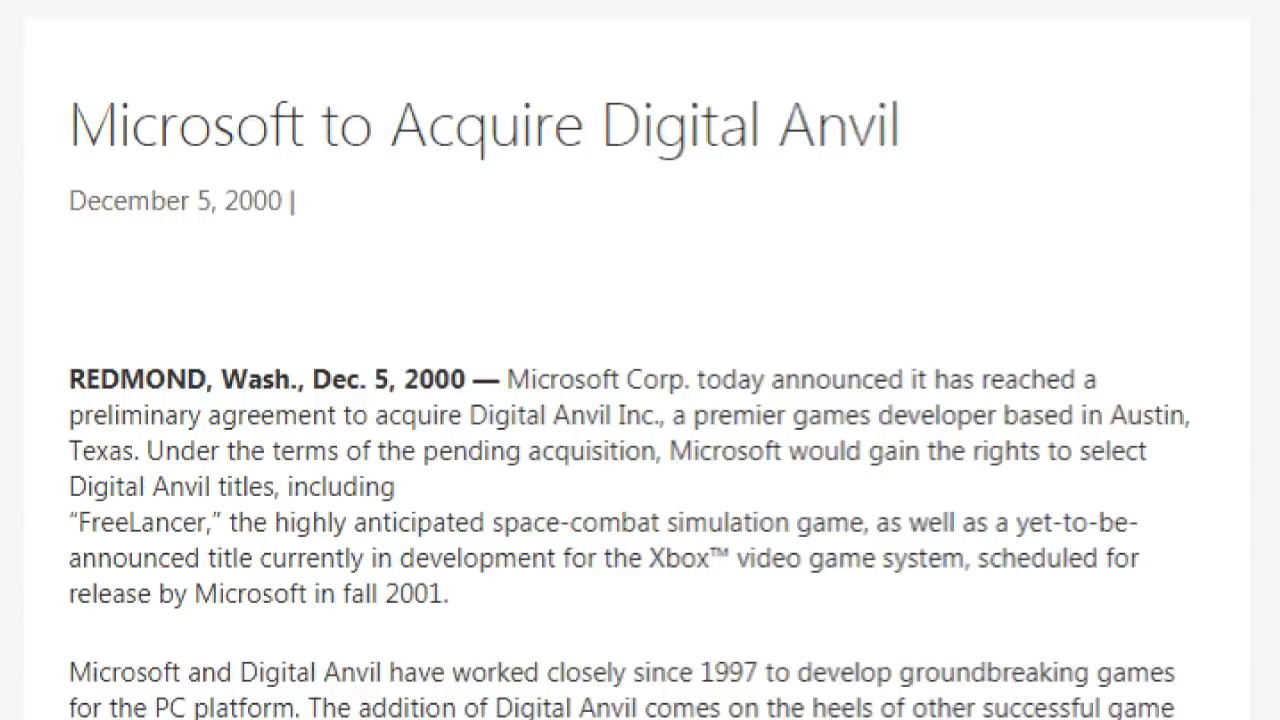 Microsoft to Acquire Digital Anvil
December 5, 2000 |
REDMOND, Wash., Dec. 5, 2000 — Microsoft Corp. today announced it has reached a
preliminary agreement to acquire Digital Anvil Inc., a premier games developer based in Austin,
Texas. Under the terms of the pending acquisition, Microsoft would gain the rights to select
Digital Anvil titles, including
“FreeLancer,” the highly anticipated space-combat simulation game, as well as a yet-to-be-
announced title currently in development for the Xbox™ video game system, scheduled for
release by Microsoft in fall 2001.
Microsoft and Digital Anvil have worked closely since 1997 to develop groundbreaking games
for the PC platform. The addition of Digital Anvil comes on the heels of other successful game